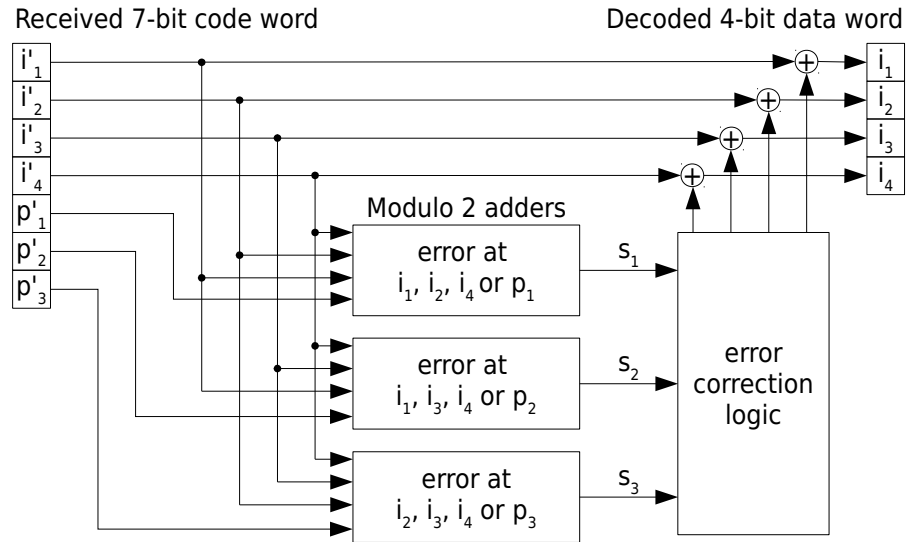 Received 7-bit code word
Decoded 4-bit data word
i'₁
i'₂
i'₃
i'₄
p'₁
p'₂
p'₃
+
+
+
+
i₁
i₂
i₃
i₄
Modulo 2 adders
error at
i₁, i₂, i₄ or p₁
s₁
error at
i₁, i₃, i₄ or p₂
s₂
error at
i₂, i₃, i₄ or p₃
s₃
error
correction
logic